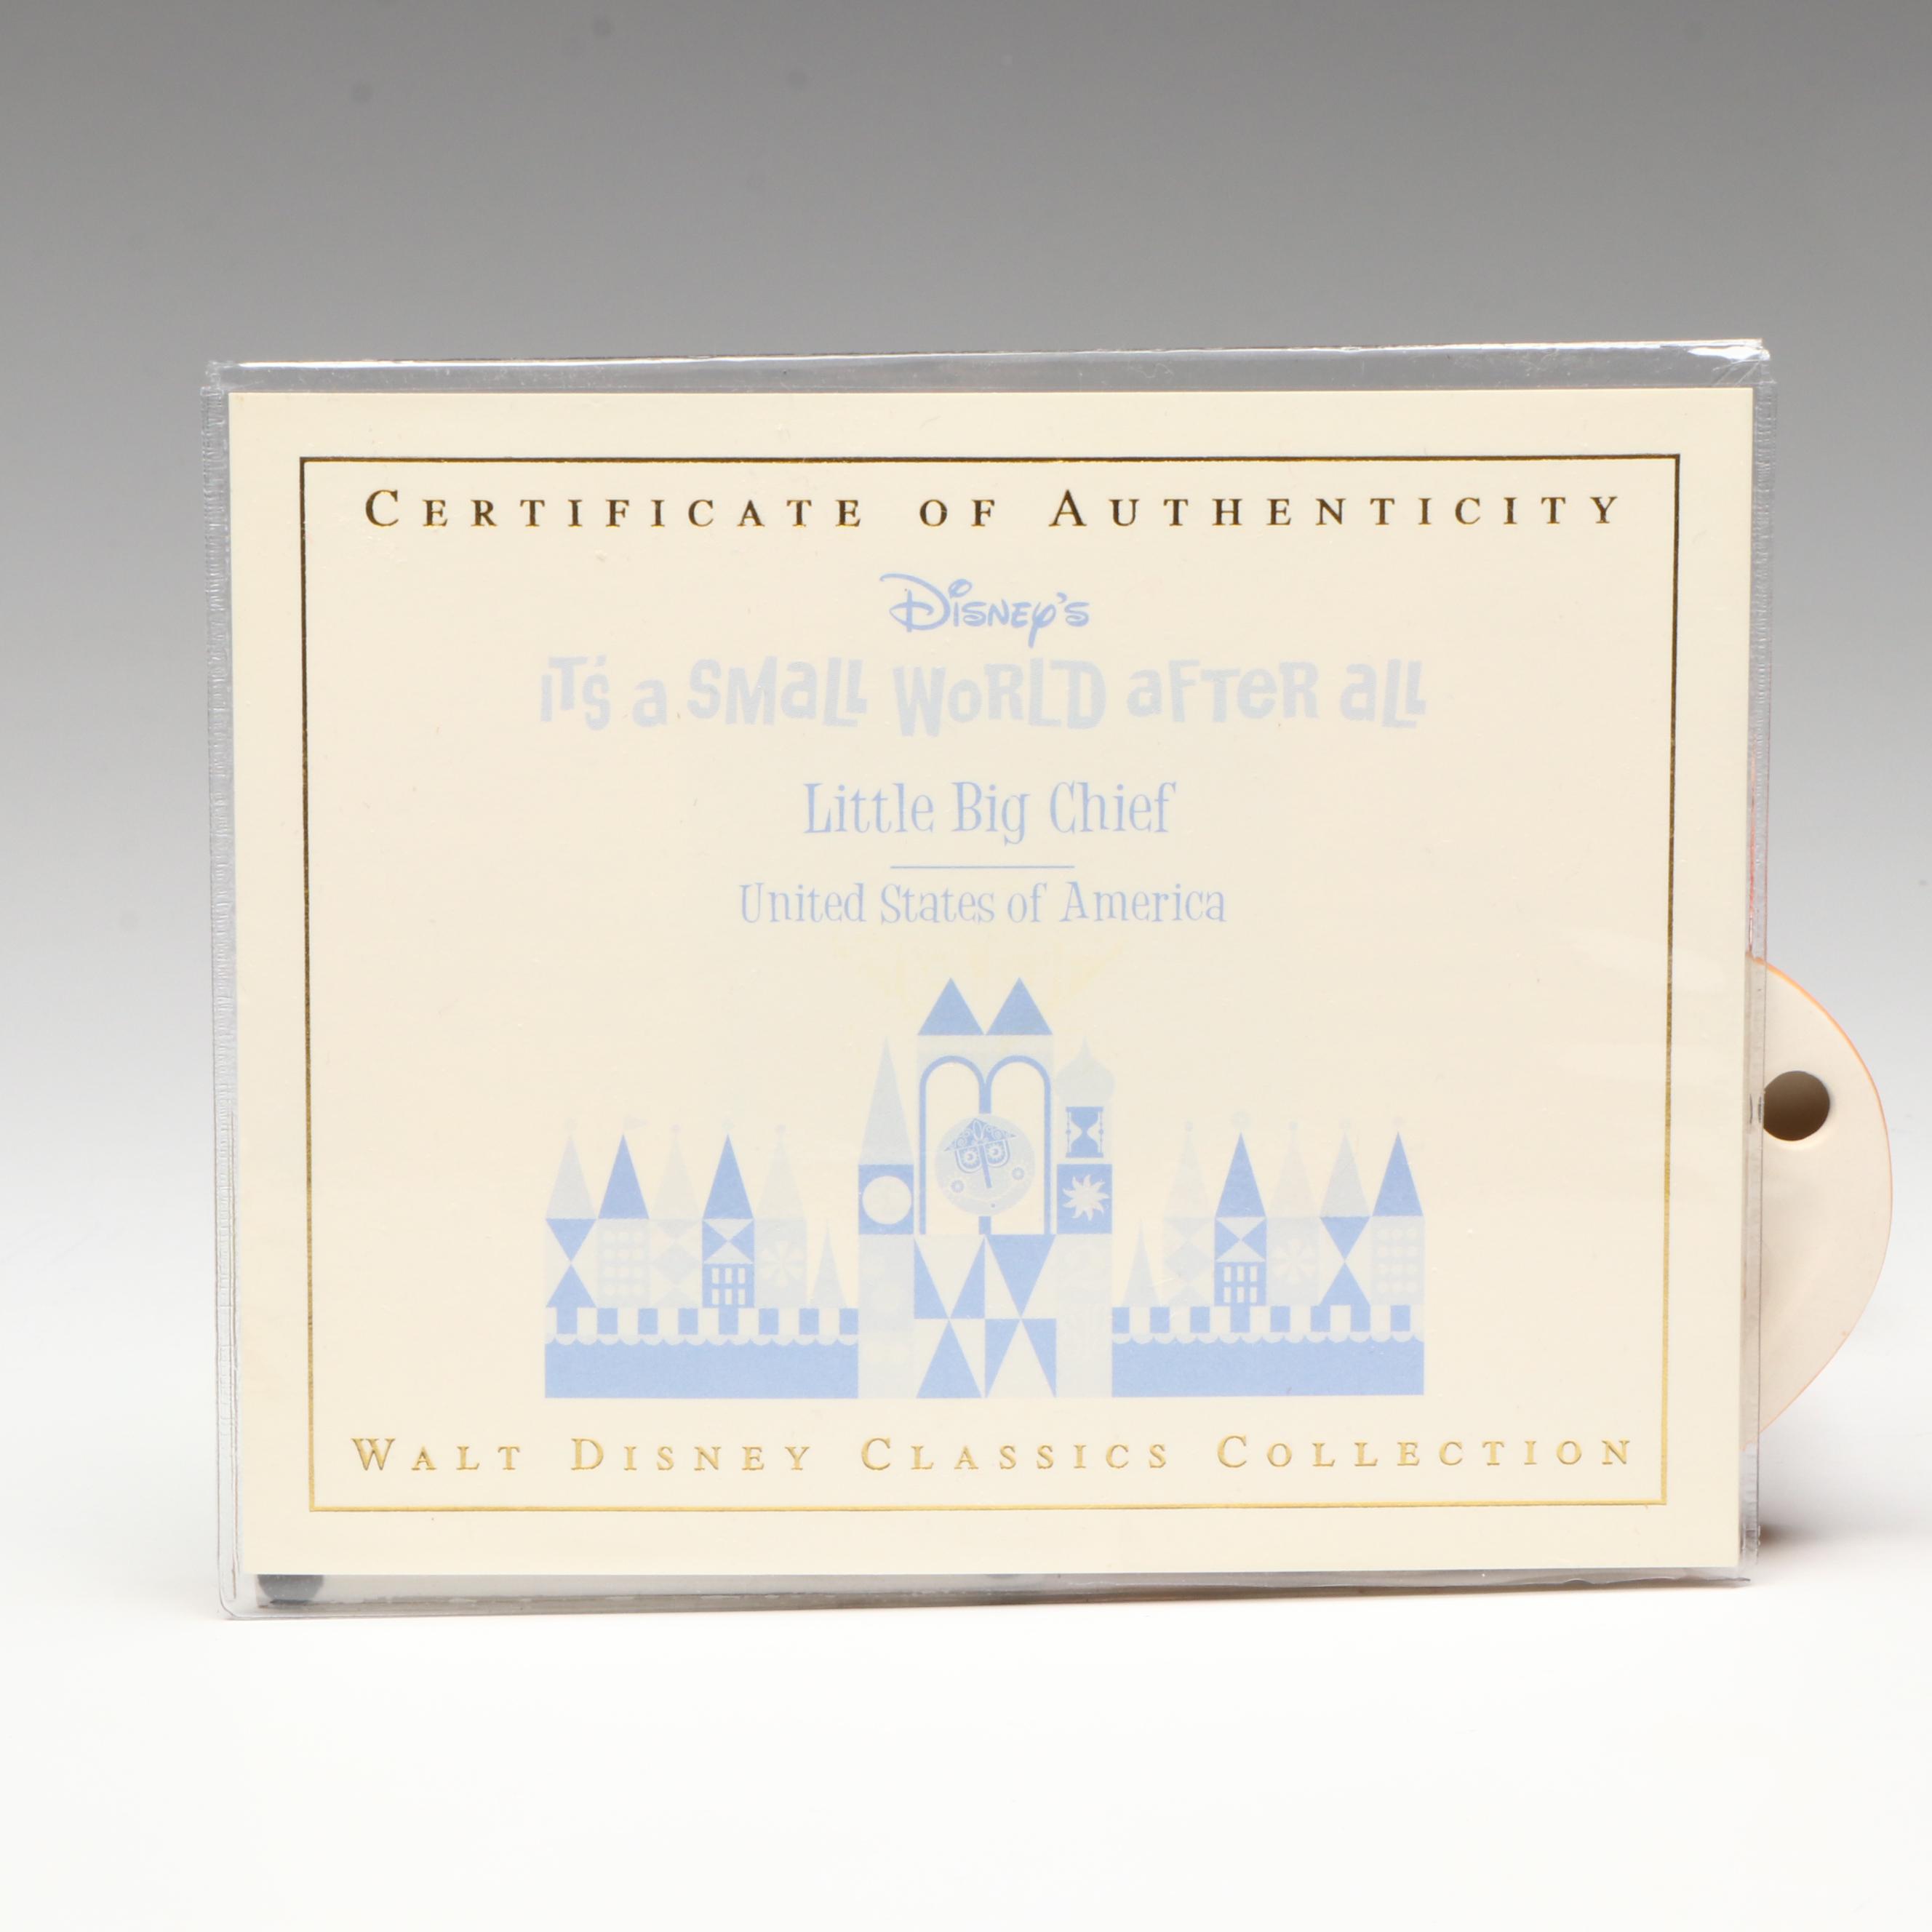 CERTIFICATE OF AUTHENTICITY
Disney's
it's a small world after all
Little Big Chief
United States of America
WALT DISNEY CLASSICS COLLECTION